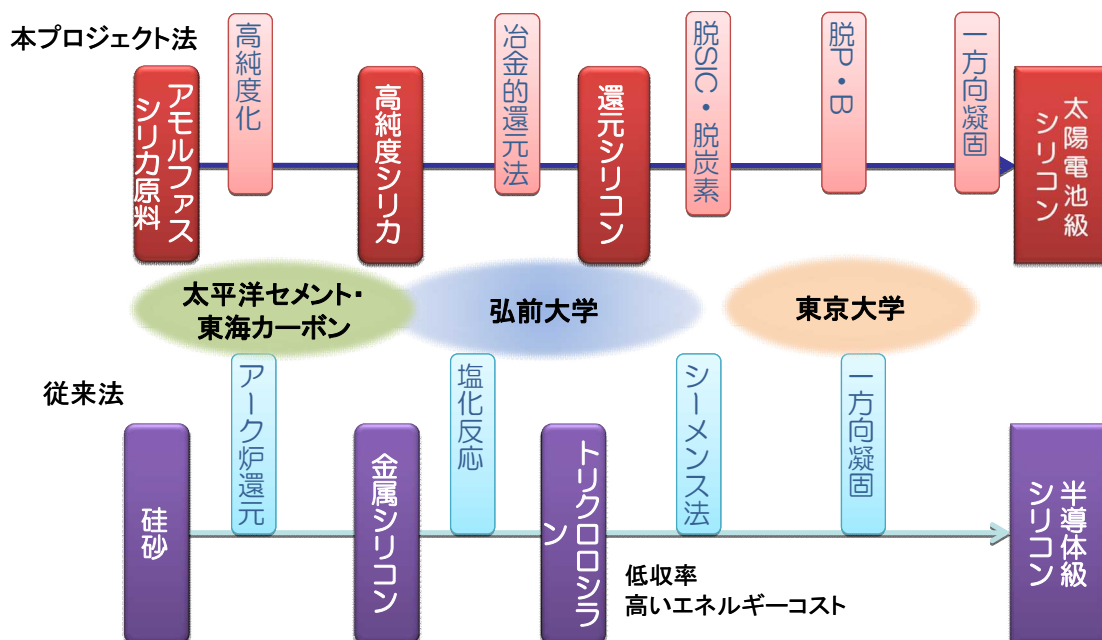 本プロジェクト法
アモルファス
シリカ原料
高純度化
高純度シリカ
冶金的還元法
還元シリコン
脱SIC・脱炭素
脱P・B
一方向凝固
太陽電池級
シリコン
太平洋セメント・
東海カーボン
弘前大学
東京大学
従来法
硅砂
アーク炉還元
金属シリコン
塩化反応
トリクロロシラ
ン
シーメンス法
一方向凝固
半導体級
シリコン
低収率
高いエネルギーコスト